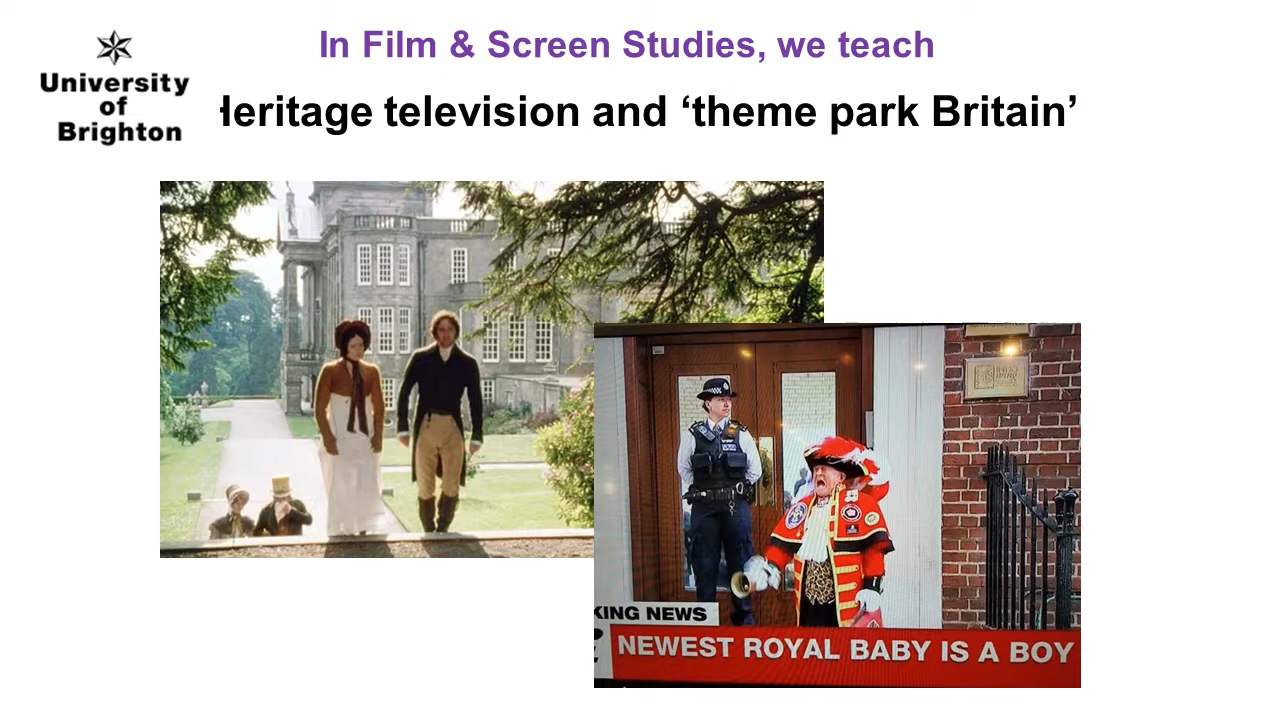 In Film & Screen Studies, we teach
University
of
Brighton
Heritage television and ‘theme park Britain’
KING NEWS
NEWEST ROYAL BABY IS A BOY